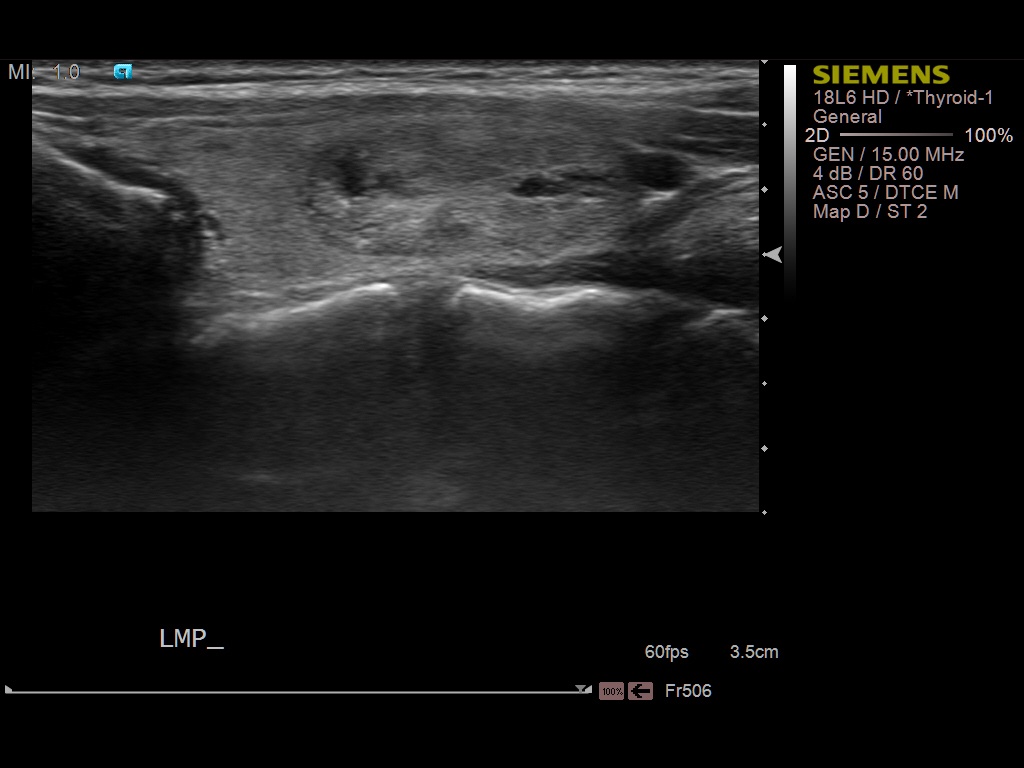 MI: 1.0
SIEMENS
18L6 HD / *Thyroid-1
General
2D 100%
GEN / 15.00 MHz
4 dB / DR 60
ASC 5 / DTCE M
Map D / ST 2
LMP_
60fps 3.5cm
100% Fr506